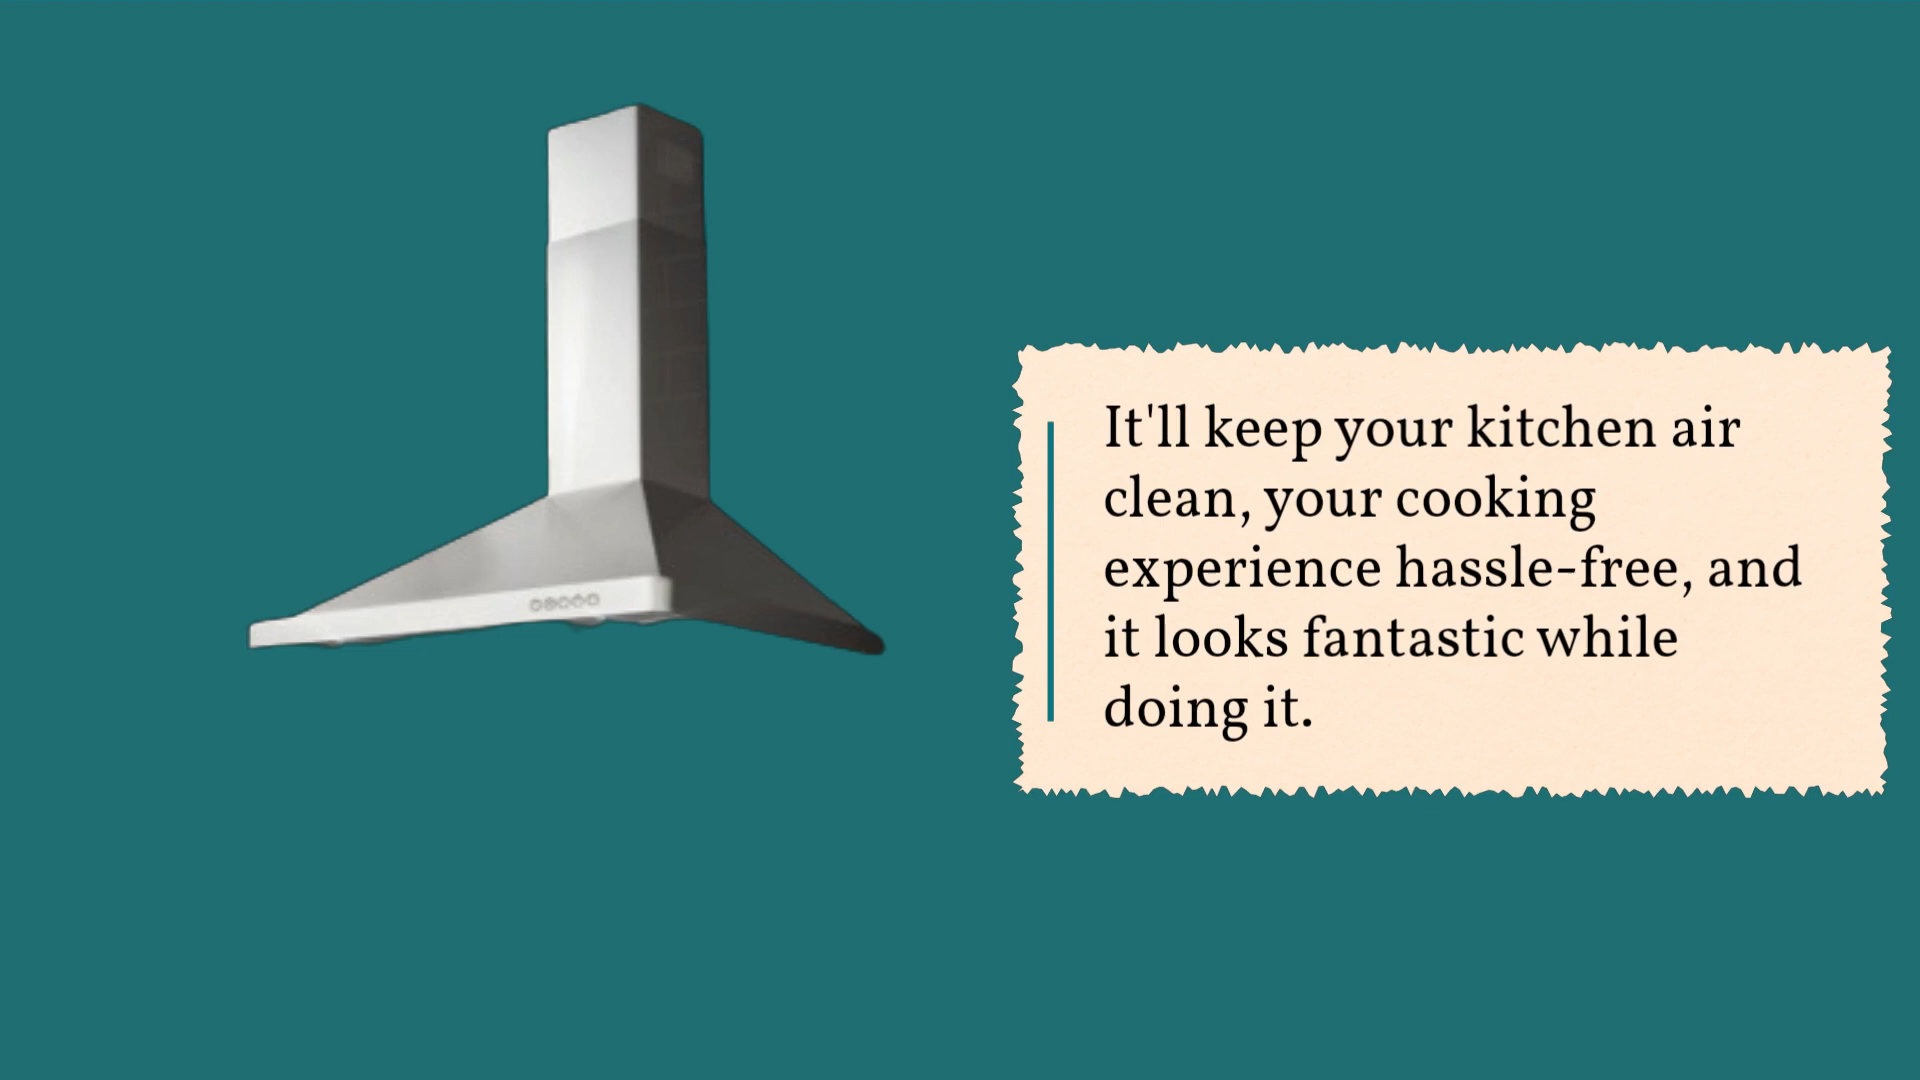 It'll keep your kitchen air
clean, your cooking
experience hassle-free, and
it looks fantastic while
doing it.